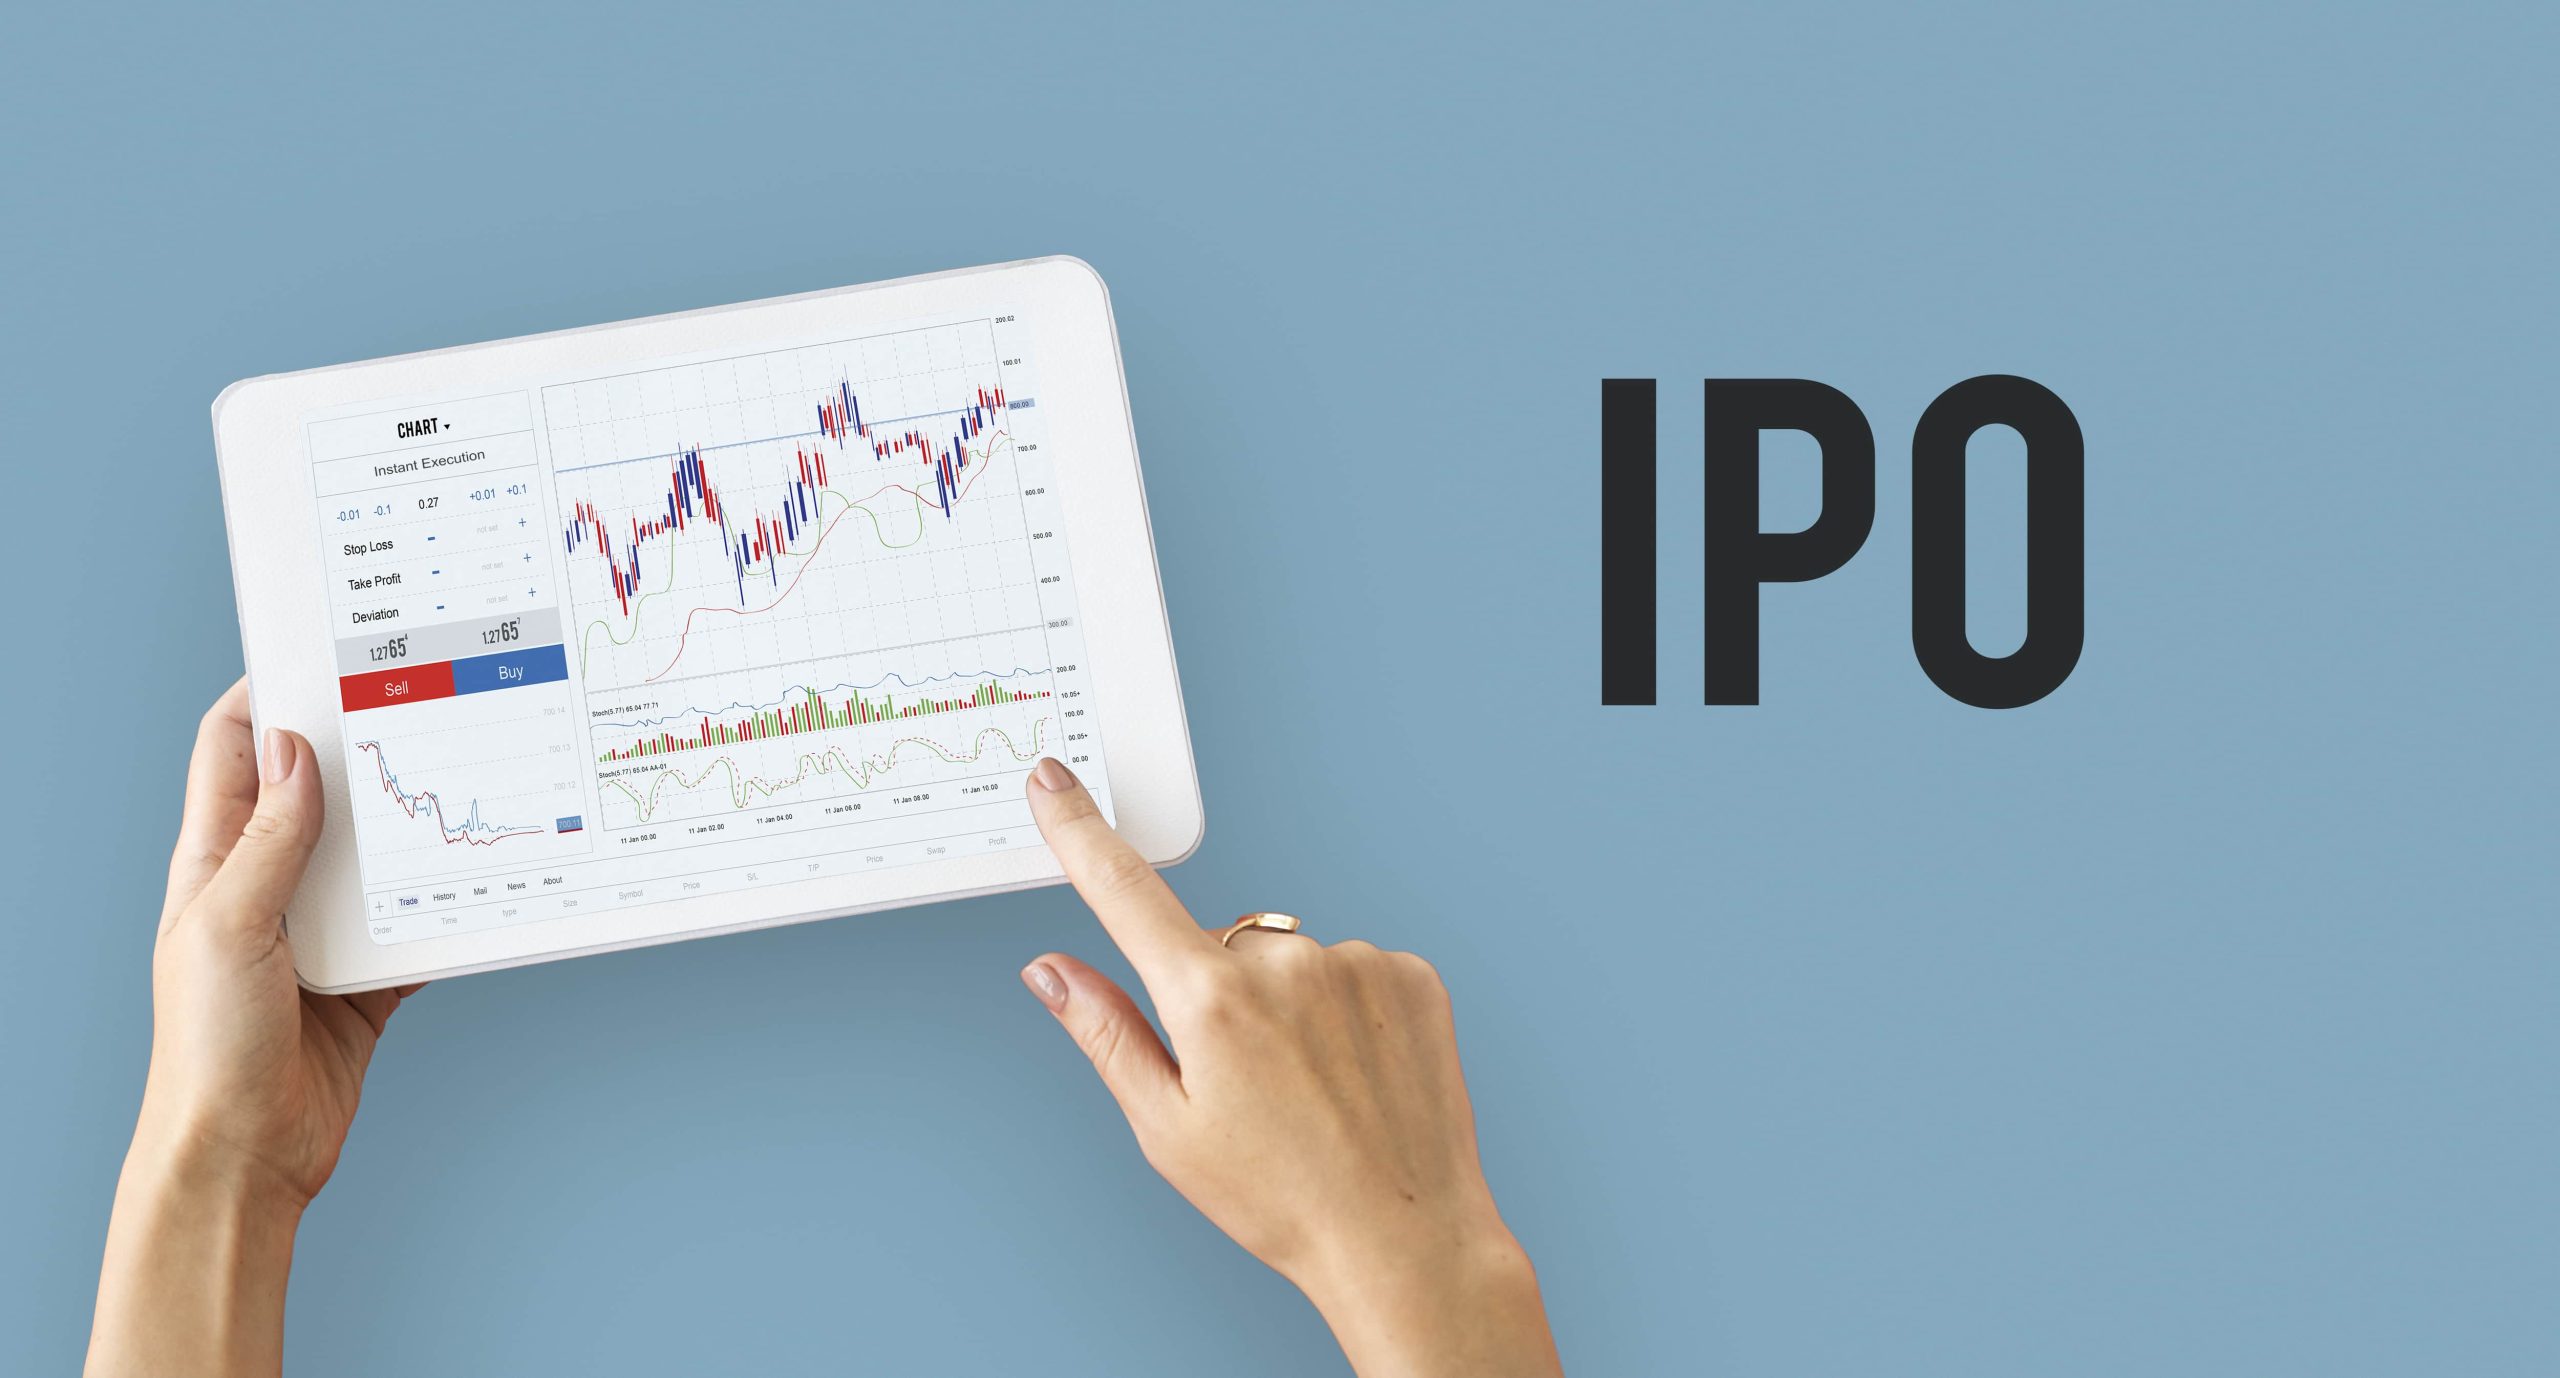 IPO
CHART
Instant Execution
-0.01 -0.1 0.27 +0.01 +0.1
Stop Loss - not set +
Take Profit - not set +
Deviation - not set +
1.2765⁴ 1.2765⁷
Sell Buy
700.14
700.13
700.12
700.11
200.02
100.01
800.00
700.00
600.00
500.00
400.00
300.00
200.00
10.05+
100.00
00.05+
00.00
Stoch(5.77) 65.04 77.71
Stoch(5.77) 65.04 AA-01
11 Jan 00.00 11 Jan 02.00 11 Jan 04.00 11 Jan 06.00 11 Jan 08.00 11 Jan 10.00
+ Trade History Mail News About
Order Time type Size Symbol Price S/L T/P Price Swap Profit